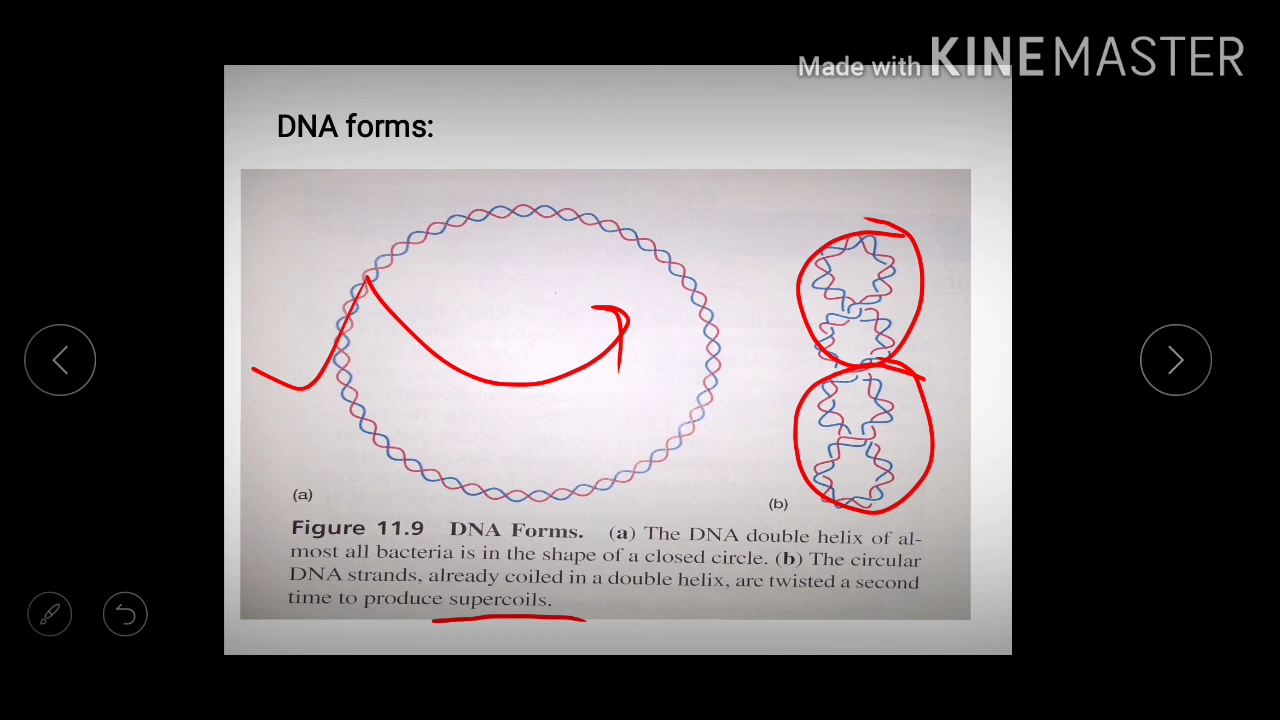 Made with KINEMASTER
DNA forms:
(a)
(b)
Figure 11.9 DNA Forms. (a) The DNA double helix of al-
most all bacteria is in the shape of a closed circle. (b) The circular
DNA strands, already coiled in a double helix, are twisted a second
time to produce supercoils.